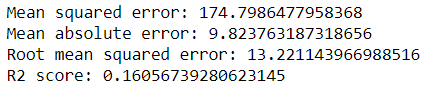 Mean squared error: 174.7986477958368
Mean absolute error: 9.823763187318656
Root mean squared error: 13.221143966988516
R2 score: 0.16056739280623145